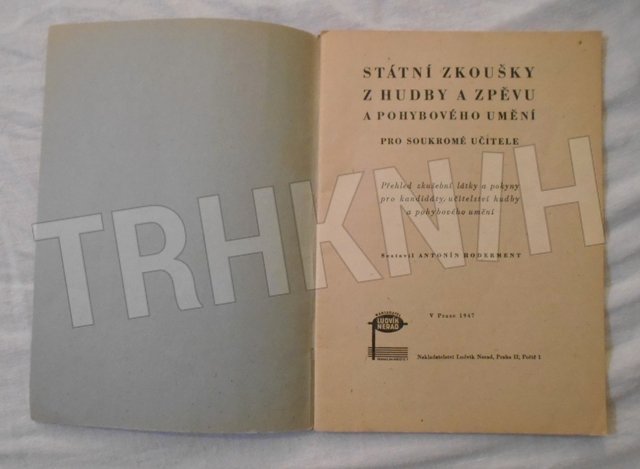 STÁTNÍ ZKOUŠKY
Z HUDBY A ZPĚVU
A POHYBOVÉHO UMĚNÍ
PRO SOUKROMÉ UČITELE
Přehled zkušební látky a pokyny
pro kandidáty učitelství hudby
a pohybového umění
Sestavil ANTONÍN HODERMENT
V Praze 1947
LUDVÍK
NERAD
Nakladatelství Ludvík Nerad, Praha II, Poříč 1
TRHKNIH